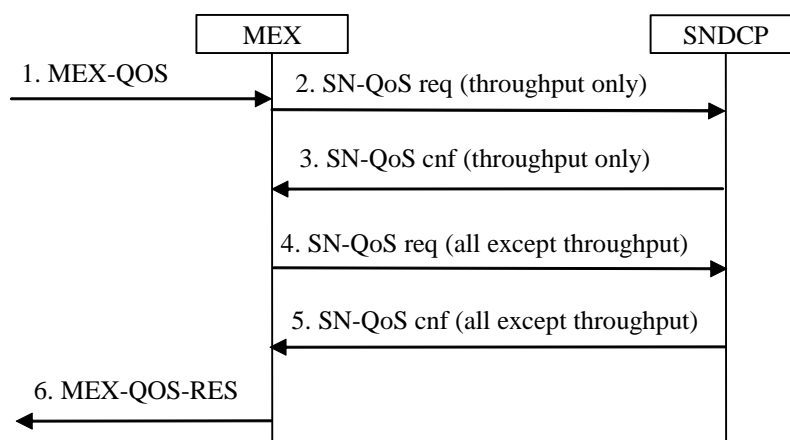 MEX
SNDCP
1. MEX-QOS
2. SN-QoS req (throughput only)
3. SN-QoS cnf (throughput only)
4. SN-QoS req (all except throughput)
5. SN-QoS cnf (all except throughput)
6. MEX-QOS-RES